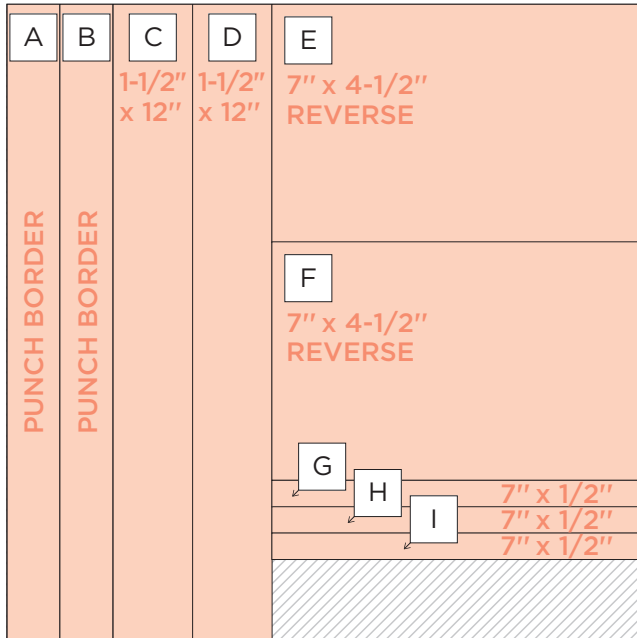 A
PUNCH BORDER
B
PUNCH BORDER
C
1-1/2"
x 12"
D
1-1/2"
x 12"
E
7" x 4-1/2"
REVERSE
F
7" x 4-1/2"
REVERSE
G
7" x 1/2"
H
7" x 1/2"
I
7" x 1/2"